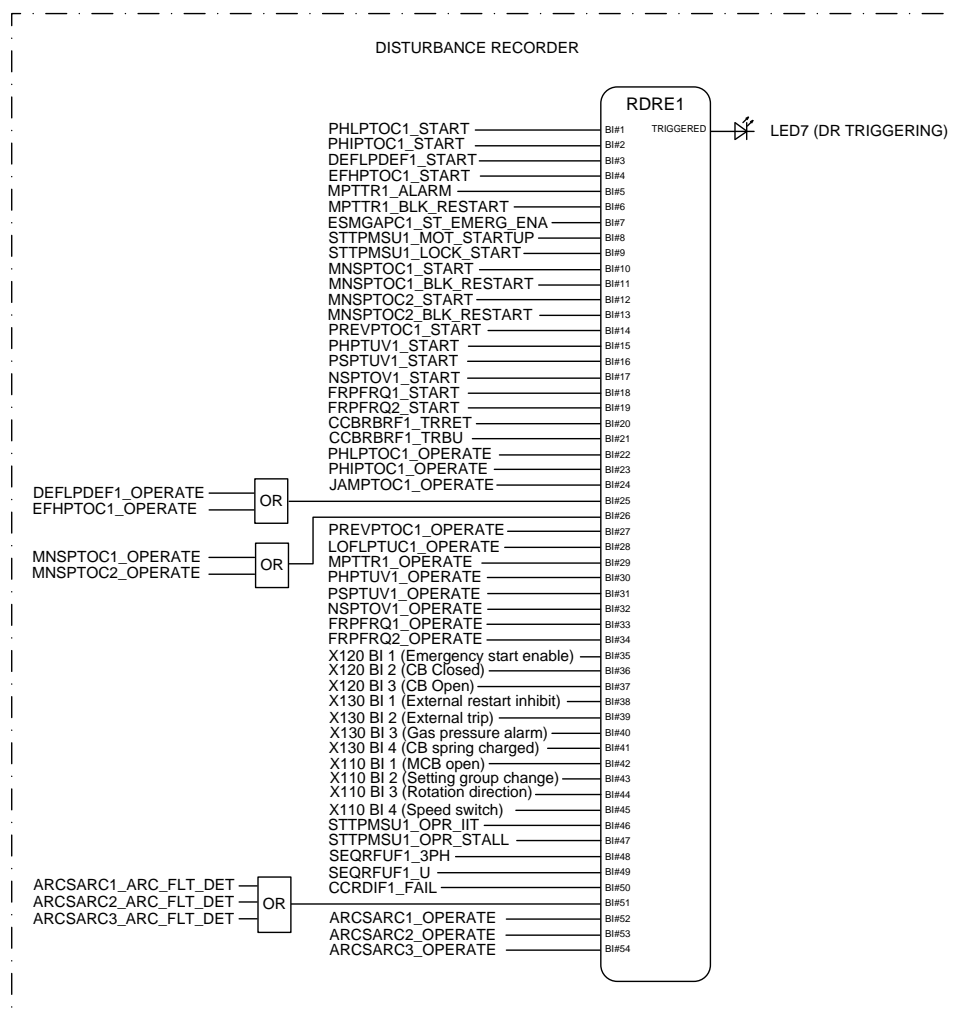 DISTURBANCE RECORDER
RDRE1
PHLPTOC1_START BI#1 TRIGGERED LED7 (DR TRIGGERING)
PHIPTOC1_START BI#2
DEFLPDEF1_START BI#3
EFHPTOC1_START BI#4
MPTTR1_ALARM BI#5
MPTTR1_BLK_RESTART BI#6
ESMGAPC1_ST_EMERG_ENA BI#7
STTPMSU1_MOT_STARTUP BI#8
STTPMSU1_LOCK_START BI#9
MNSPTOC1_START BI#10
MNSPTOC1_BLK_RESTART BI#11
MNSPTOC2_START BI#12
MNSPTOC2_BLK_RESTART BI#13
PREVPTOC1_START BI#14
PHPTUV1_START BI#15
PSPTUV1_START BI#16
NSPTOV1_START BI#17
FRPFRQ1_START BI#18
FRPFRQ2_START BI#19
CCBRBRF1_TRRET BI#20
CCBRBRF1_TRBU BI#21
PHLPTOC1_OPERATE BI#22
PHIPTOC1_OPERATE BI#23
JAMPTOC1_OPERATE BI#24
DEFLPDEF1_OPERATE
EFHPTOC1_OPERATE
OR BI#25
BI#26
MNSPTOC1_OPERATE
MNSPTOC2_OPERATE
OR
PREVPTOC1_OPERATE BI#27
LOFLPTUC1_OPERATE BI#28
MPTTR1_OPERATE BI#29
PHPTUV1_OPERATE BI#30
PSPTUV1_OPERATE BI#31
NSPTOV1_OPERATE BI#32
FRPFRQ1_OPERATE BI#33
FRPFRQ2_OPERATE BI#34
X120 BI 1 (Emergency start enable) BI#35
X120 BI 2 (CB Closed) BI#36
X120 BI 3 (CB Open) BI#37
X130 BI 1 (External restart inhibit) BI#38
X130 BI 2 (External trip) BI#39
X130 BI 3 (Gas pressure alarm) BI#40
X130 BI 4 (CB spring charged) BI#41
X110 BI 1 (MCB open) BI#42
X110 BI 2 (Setting group change) BI#43
X110 BI 3 (Rotation direction) BI#44
X110 BI 4 (Speed switch) BI#45
STTPMSU1_OPR_IIT BI#46
STTPMSU1_OPR_STALL BI#47
SEQRFUF1_3PH BI#48
SEQRFUF1_U BI#49
CCRDIF1_FAIL BI#50
ARCSARC1_ARC_FLT_DET
ARCSARC2_ARC_FLT_DET
ARCSARC3_ARC_FLT_DET
OR BI#51
ARCSARC1_OPERATE BI#52
ARCSARC2_OPERATE BI#53
ARCSARC3_OPERATE BI#54